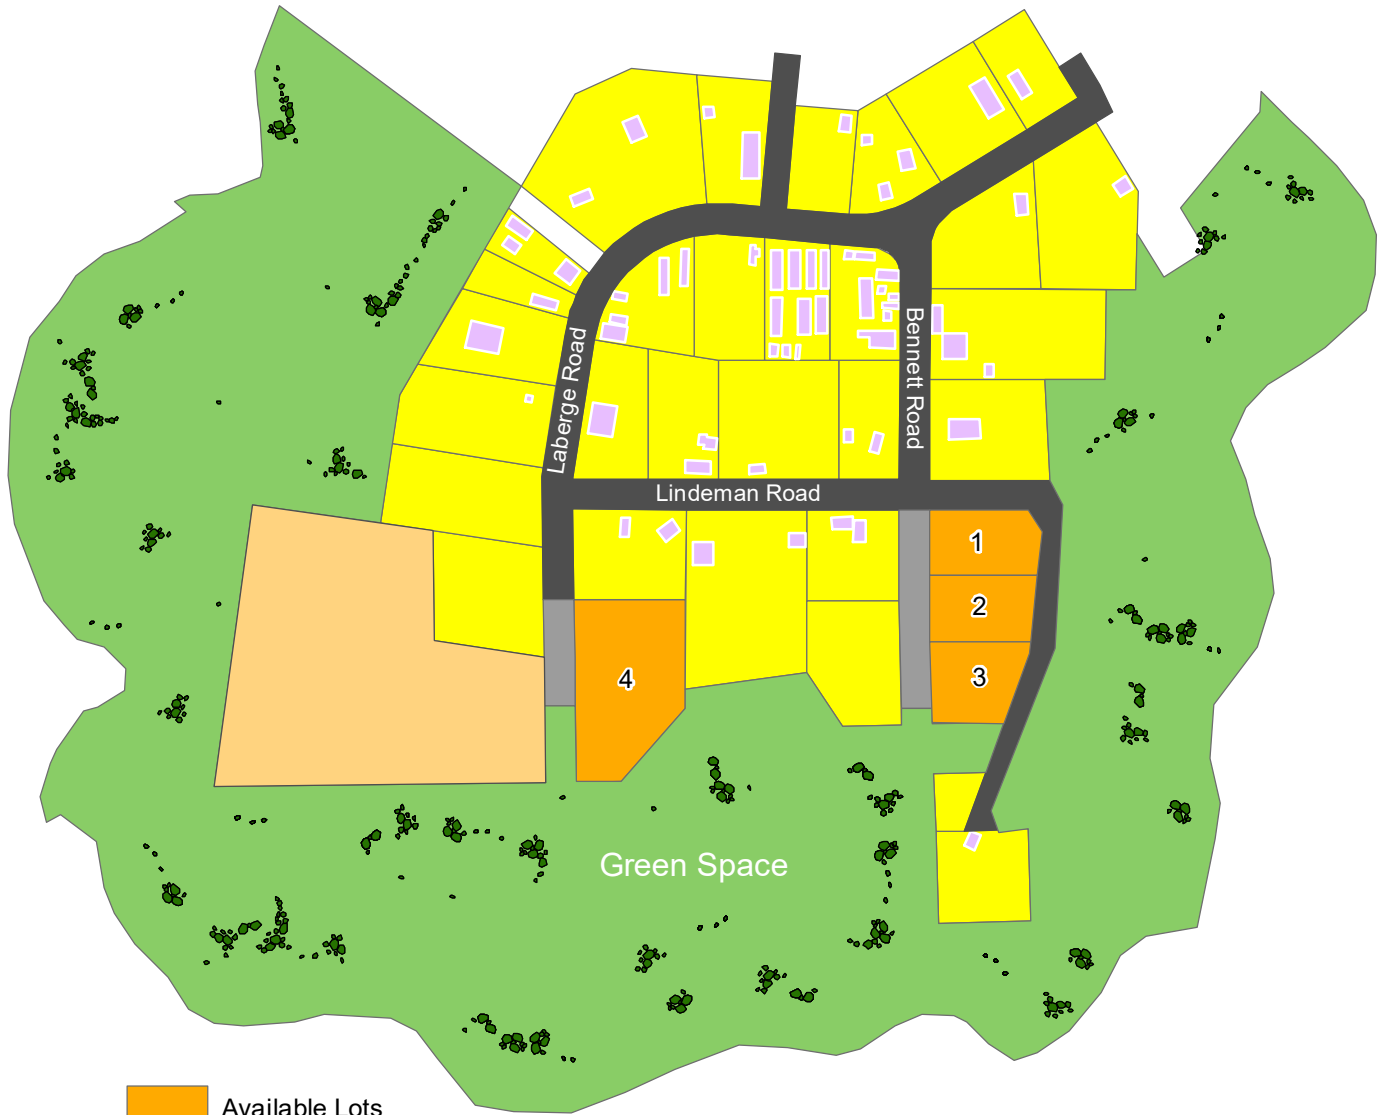 Laberge Road
Bennett Road
Lindeman Road
1
2
3
4
Green Space
Available Lots